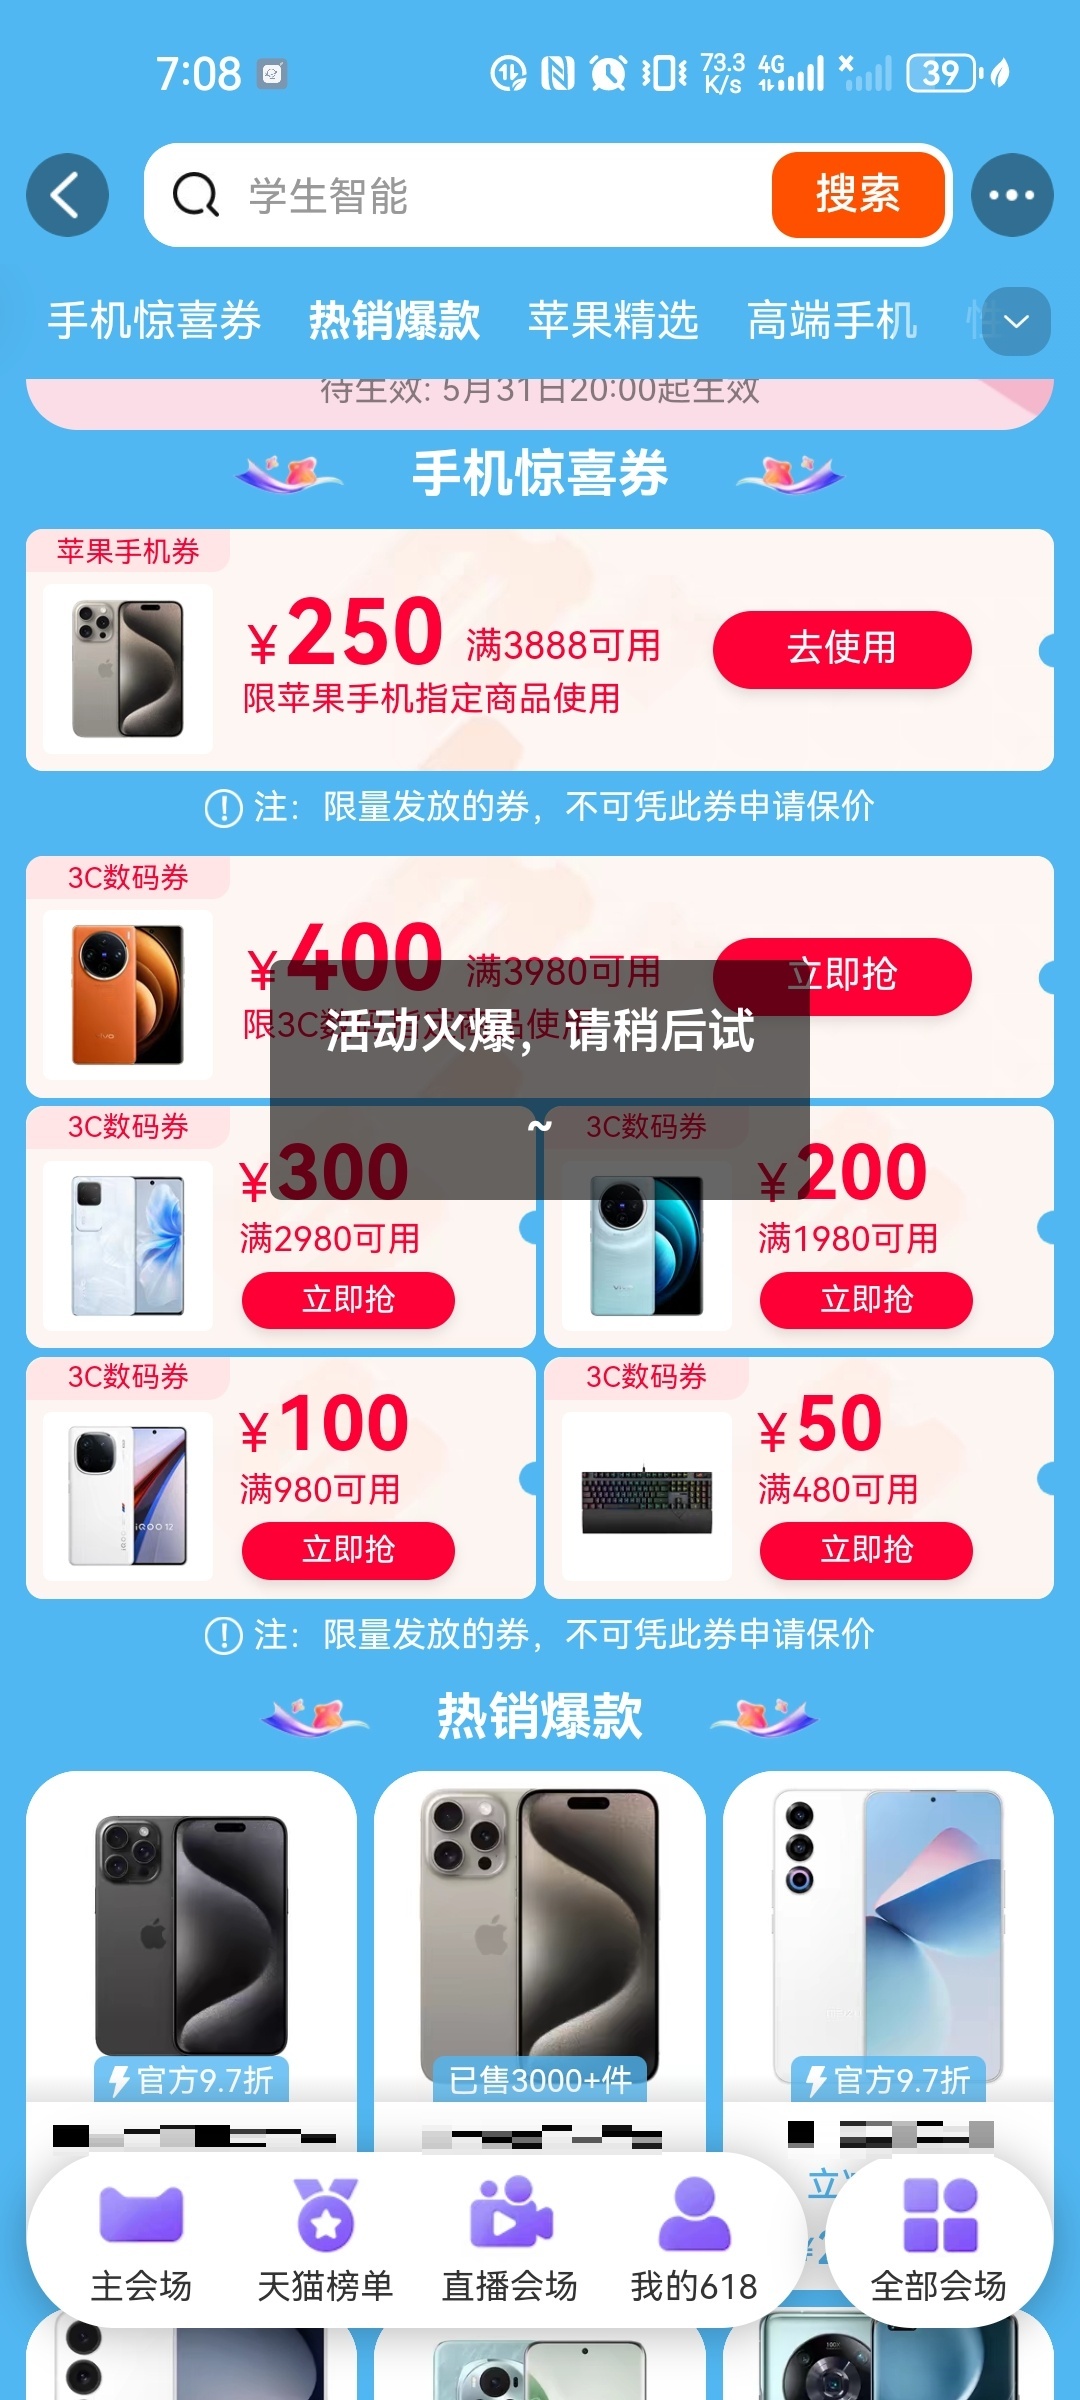 7:08
73.3
K/s
4G
39
学生智能
搜索
手机惊喜券
热销爆款
苹果精选
高端手机
待生效: 5月31日20:00起生效
手机惊喜券
苹果手机券
¥250 满3888可用
限苹果手机指定商品使用
去使用
注: 限量发放的券，不可凭此券申请保价
3C数码券
¥400 满3980可用
立即抢
活动火爆，请稍后试
~
3C数码券
¥300
满2980可用
立即抢
3C数码券
¥200
满1980可用
立即抢
3C数码券
¥100
满980可用
立即抢
3C数码券
¥50
满480可用
立即抢
注: 限量发放的券，不可凭此券申请保价
热销爆款
官方9.7折
已售3000+件
官方9.7折
主会场
天猫榜单
直播会场
我的618
全部会场